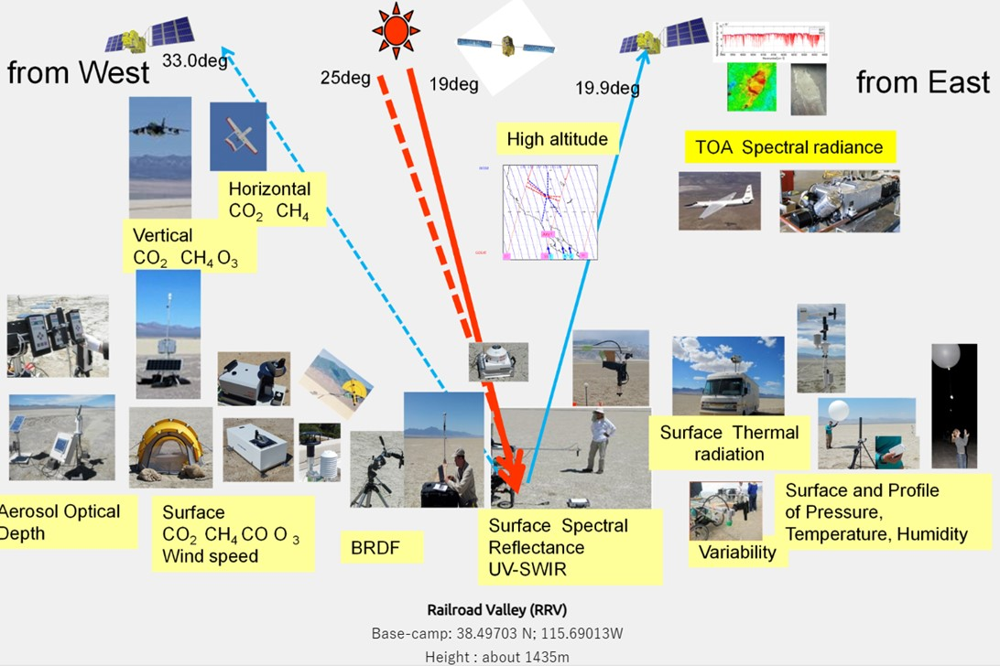 from West
33.0deg
25deg
19deg
19.9deg
from East
High altitude
TOA Spectral radiance
Horizontal
CO2 CH4
Vertical
CO2 CH4 O3
Surface Thermal
radiation
Aerosol Optical
Depth
Surface
CO2 CH4 CO O3
Wind speed
BRDF
Surface Spectral
Reflectance
UV-SWIR
Variability
Surface and Profile
of Pressure,
Temperature, Humidity
Railroad Valley (RRV)
Base-camp: 38.49703 N; 115.69013W
Height : about 1435m